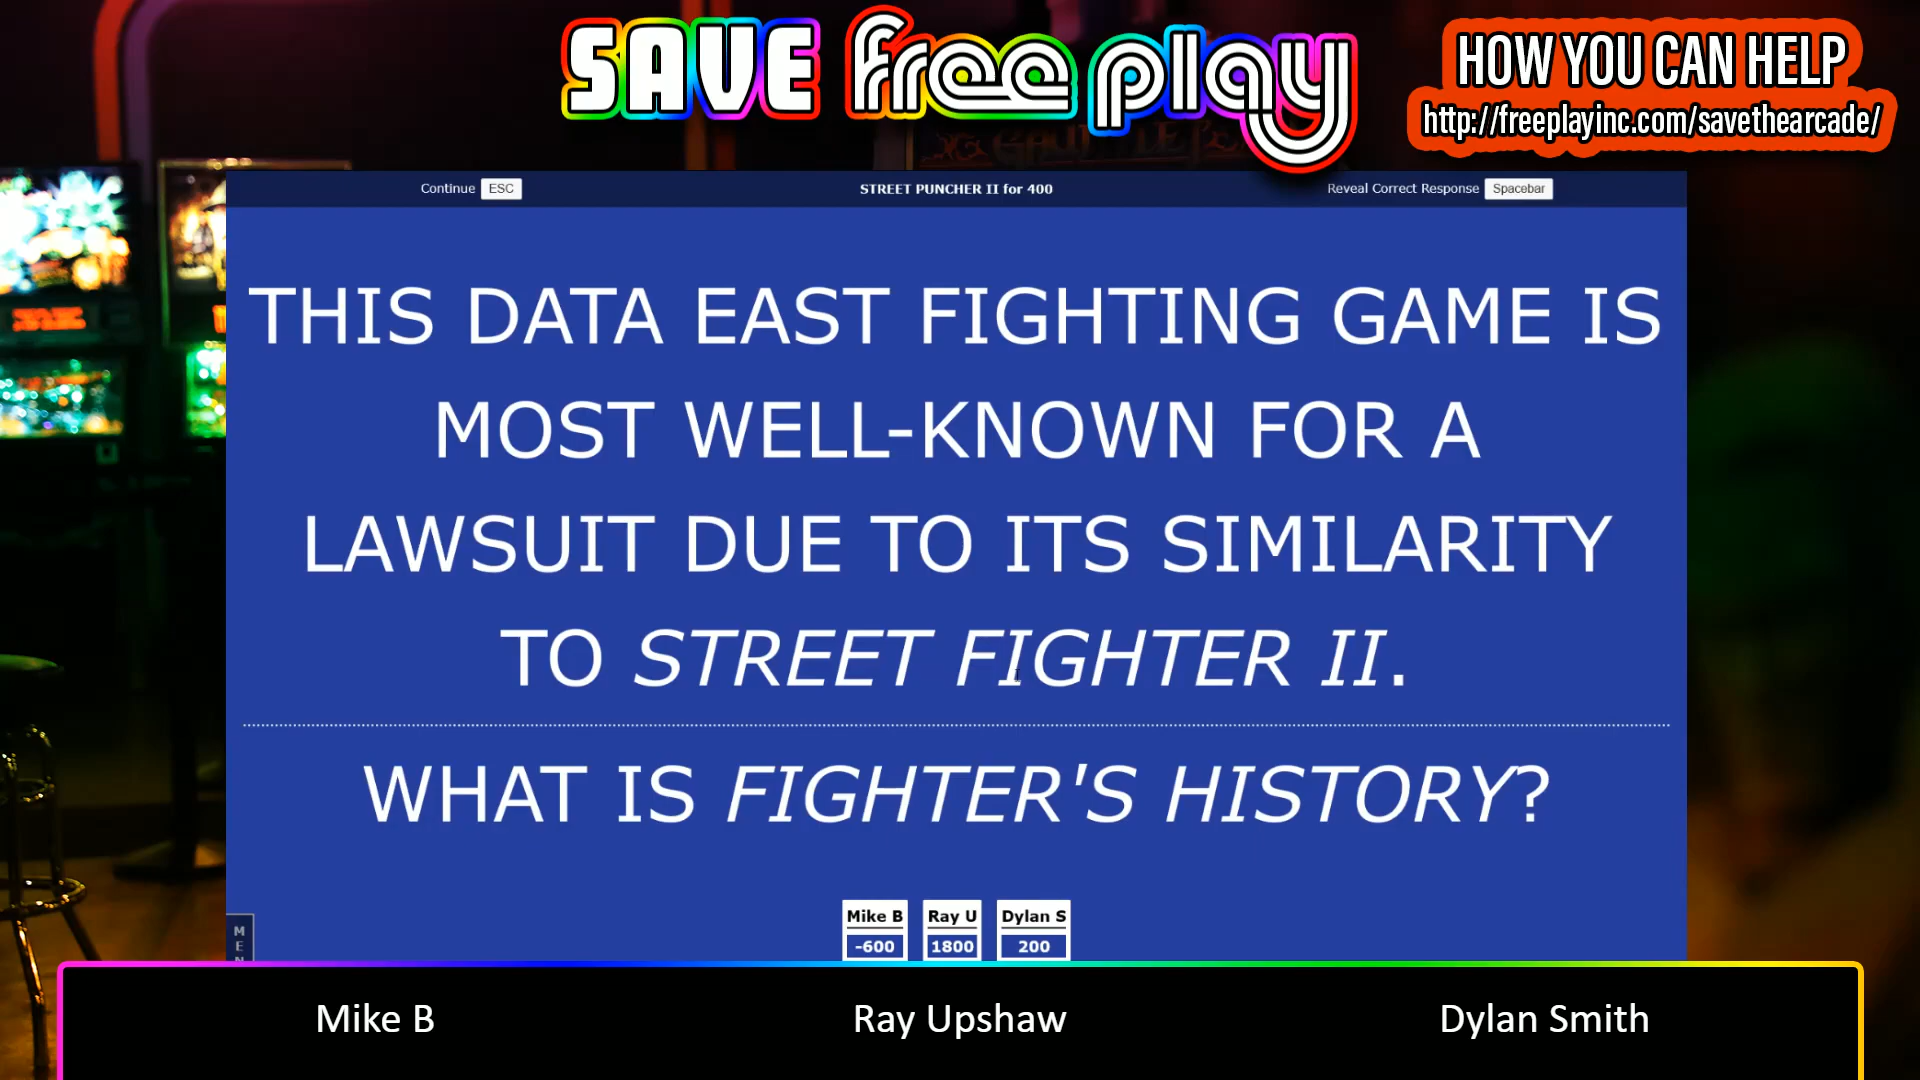 SAVE free play
HOW YOU CAN HELP
http://freeplayinc.com/savethearcade/
Continue ESC
STREET PUNCHER II for 400
Reveal Correct Response Spacebar
THIS DATA EAST FIGHTING GAME IS
MOST WELL-KNOWN FOR A
LAWSUIT DUE TO ITS SIMILARITY
TO STREET FIGHTER II.
WHAT IS FIGHTER'S HISTORY?
Mike B Ray U Dylan S
-600 1800 200
Mike B Ray Upshaw Dylan Smith